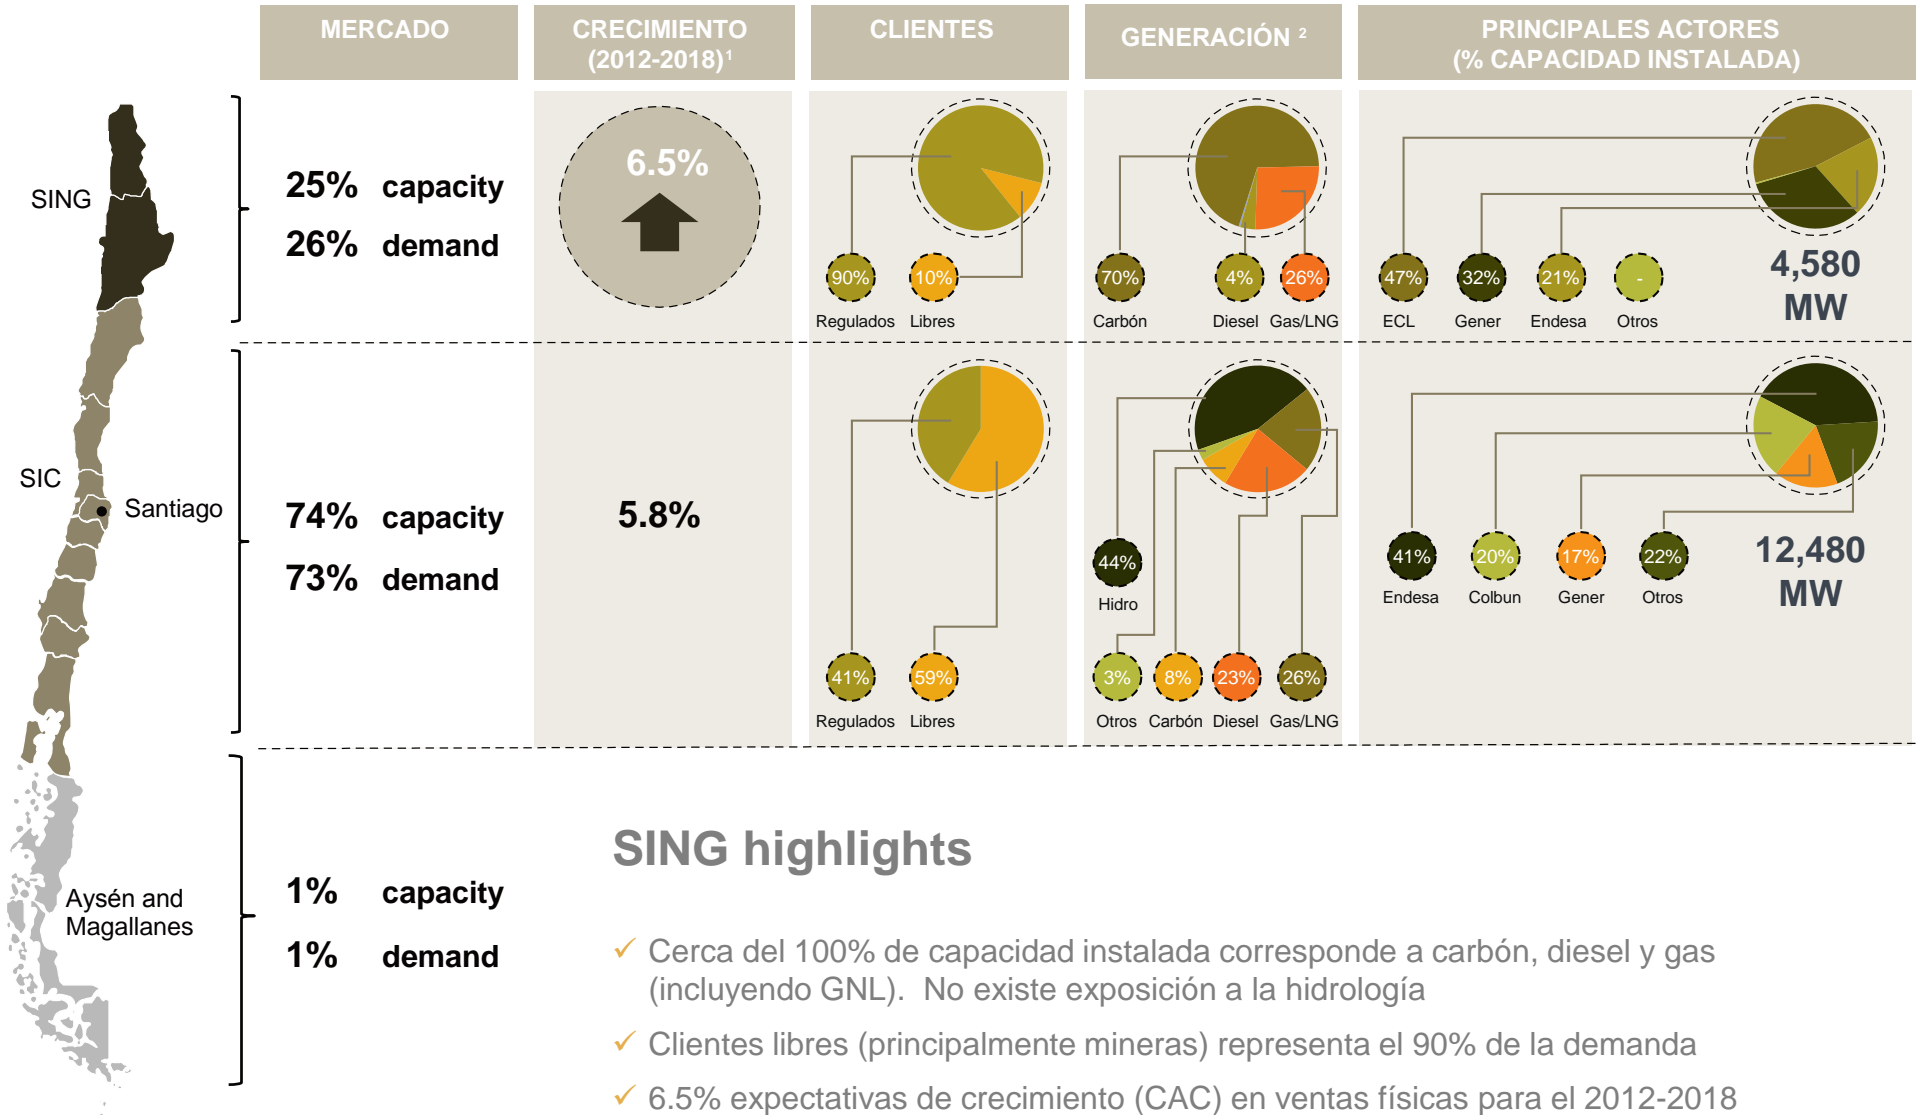 MERCADO
CRECIMIENTO
(2012-2018)¹
CLIENTES
GENERACIÓN ²
PRINCIPALES ACTORES
(% CAPACIDAD INSTALADA)
SING
25% capacity
26% demand
6.5%
90%
10%
Regulados
Libres
70%
4%
26%
Carbón
Diesel
Gas/LNG
47%
32%
21%
-
ECL
Gener
Endesa
Otros
4,580
MW
SIC
Santiago
74% capacity
73% demand
5.8%
41%
59%
Regulados
Libres
44%
Hidro
3%
8%
23%
26%
Otros
Carbón
Diesel
Gas/LNG
41%
20%
17%
22%
Endesa
Colbun
Gener
Otros
12,480
MW
Aysén and
Magallanes
1% capacity
1% demand
SING highlights
✓ Cerca del 100% de capacidad instalada corresponde a carbón, diesel y gas
(incluyendo GNL). No existe exposición a la hidrología
✓ Clientes libres (principalmente mineras) representa el 90% de la demanda
✓ 6.5% expectativas de crecimiento (CAC) en ventas físicas para el 2012-2018